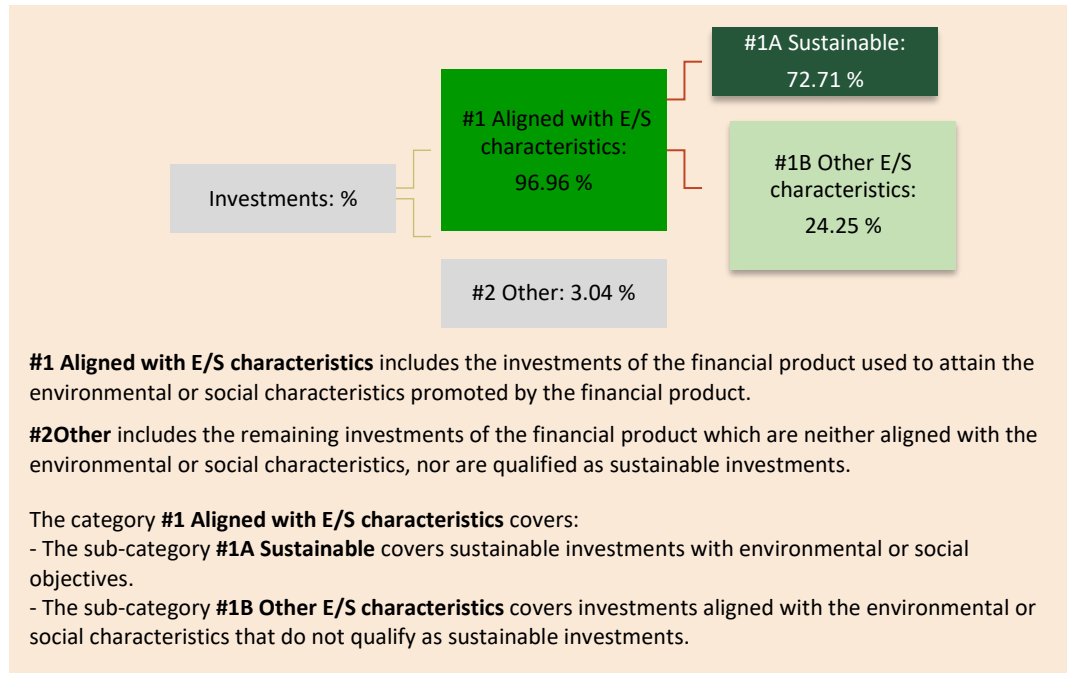 #1A Sustainable:
72.71 %
#1 Aligned with E/S
characteristics:
96.96 %
#1B Other E/S
characteristics:
24.25 %
Investments: %
#2 Other: 3.04 %
#1 Aligned with E/S characteristics includes the investments of the financial product used to attain the
environmental or social characteristics promoted by the financial product.
#2Other includes the remaining investments of the financial product which are neither aligned with the
environmental or social characteristics, nor are qualified as sustainable investments.
The category #1 Aligned with E/S characteristics covers:
- The sub-category #1A Sustainable covers sustainable investments with environmental or social
objectives.
- The sub-category #1B Other E/S characteristics covers investments aligned with the environmental or
social characteristics that do not qualify as sustainable investments.